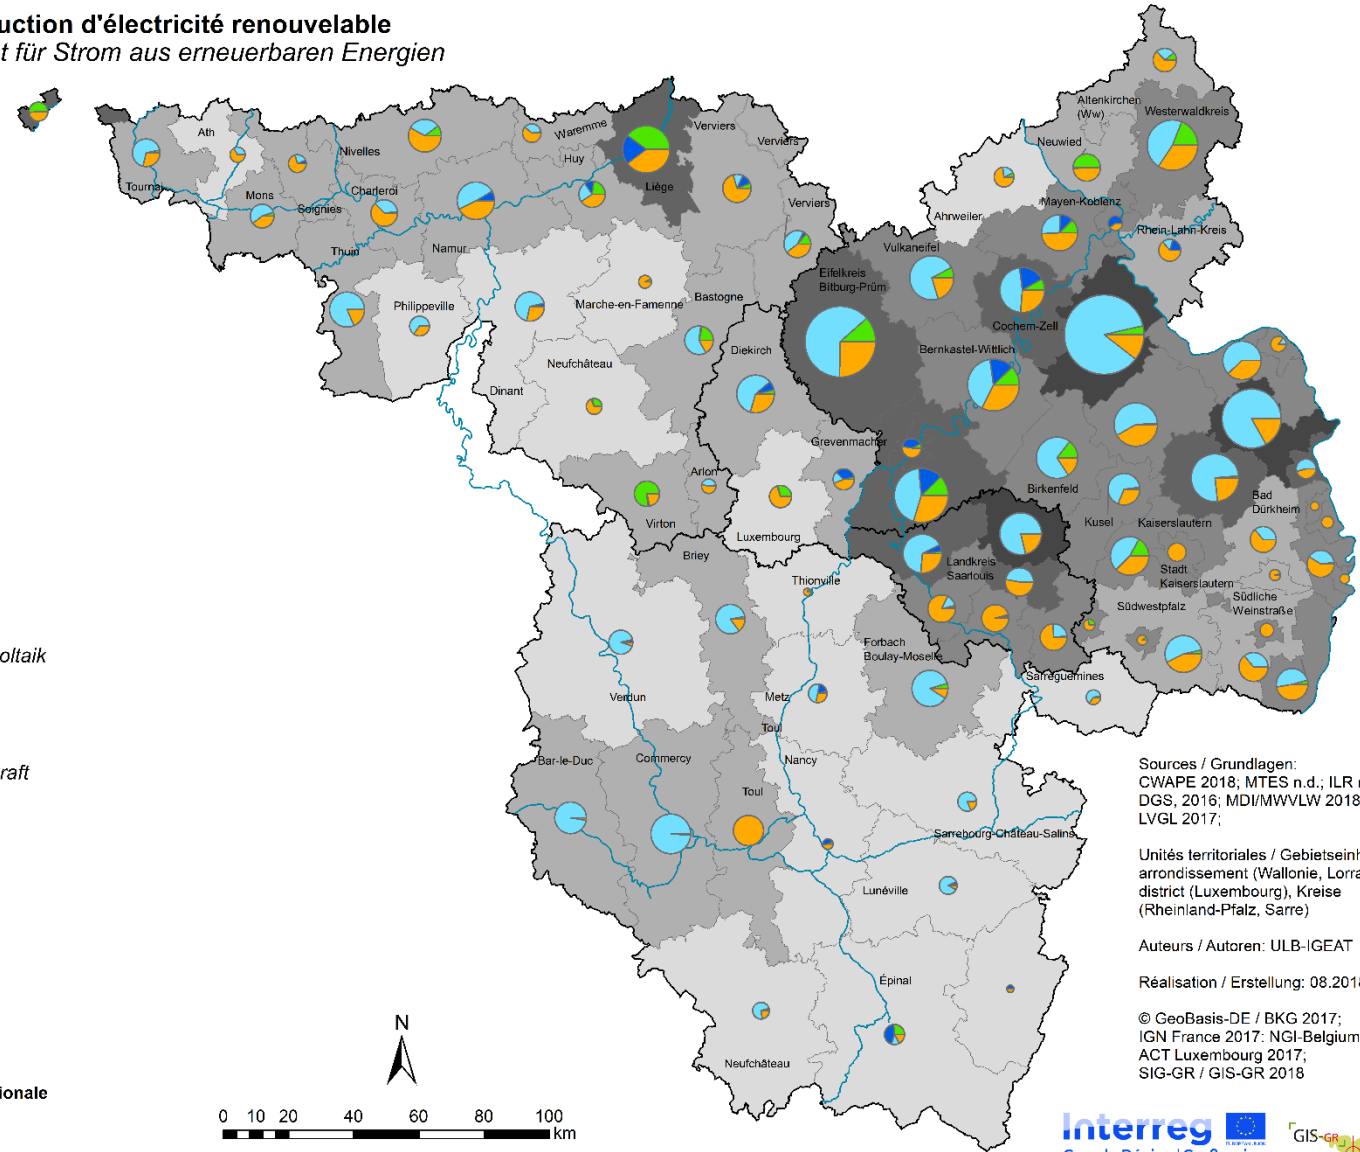 uction d'électricité renouvelable
t für Strom aus erneuerbaren Energien
Altenkirchen
(Ww)
Westerwaldkreis
Ath
Waremme
Verviers
Verviers
Neuwied
Nivelles
Huy
Tournai
Mons
Charleroi
Liège
Soignies
Verviers
Mayen-Koblenz
Ahrweiler
Rhein-Lahn-Kreis
Thuin
Namur
Vulkaneifel
Eifelkreis
Bitburg-Prüm
Philippeville
Marche-en-Famenne
Bastogne
Cochem-Zell
Diekirch
Bernkastel-Wittlich
Neufchâteau
Dinant
Grevenmacher
Arlon
Birkenfeld
Bad
Dürkheim
Virton
Kusel
Kaiserslautern
Luxembourg
Briey
Landkreis
Saarlouis
Stadt
Kaiserslautern
Thionville
Südliche
Weinstraße
Südwestpfalz
Forbach
Boulay-Moselle
oltaik
Sarreguemines
Verdun
Metz
Toul
raft
Bar-le-Duc
Commercy
Nancy
Toul
Sarrebourg-Château-Salins
Lunéville
Épinal
Neufchâteau
Sources / Grundlagen:
CWAPE 2018; MTES n.d.; ILR
DGS, 2016; MDI/MWVLW 2018
LVGL 2017;
Unités territoriales / Gebietseinh
arrondissement (Wallonie, Lorra
district (Luxembourg), Kreise
(Rheinland-Pfalz, Sarre)
Auteurs / Autoren: ULB-IGEAT
Réalisation / Erstellung: 08.2018
© GeoBasis-DE / BKG 2017;
IGN France 2017: NGI-Belgium
ACT Luxembourg 2017;
SIG-GR / GIS-GR 2018
N
ionale
0 10 20 40 60 80 100
km
Interreg
GIS-GR